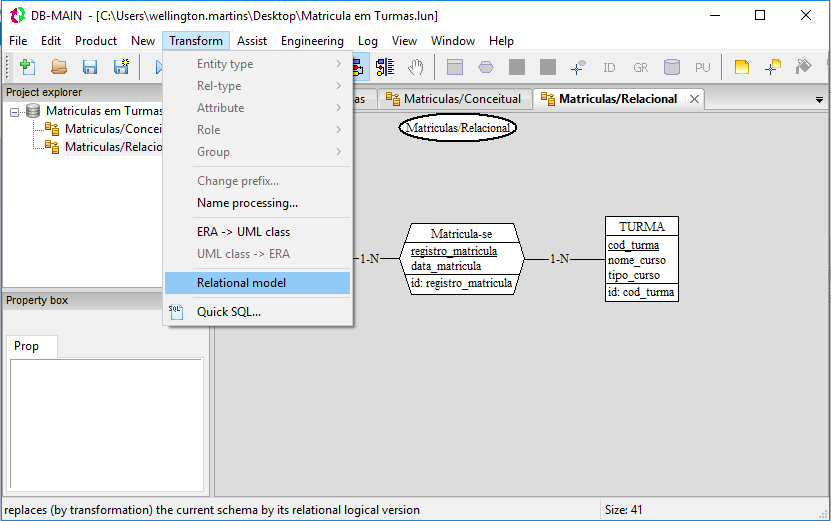 DB-MAIN - [C:\Users\wellington.martins\Desktop\Matricula em Turmas.lun]
File Edit Product New Transform Assist Engineering Log View Window Help
ID GR PU
Project explorer
Matriculas em Turmas
Matriculas/Concei
Matriculas/Relacio
Entity type
Rel-type
Attribute
Role
Group
Change prefix...
Name processing...
ERA -> UML class
UML class -> ERA
Relational model
SQL
Quick SQL...
as
Matriculas/Conceitual
Matriculas/Relacional
Matriculas/Relacional
1-N
Matricula-se
registro_matricula
data_matricula
id: registro_matricula
1-N
TURMA
cod_turma
nome_curso
tipo_curso
id: cod_turma
Property box
Prop
replaces (by transformation) the current schema by its relational logical version
Size: 41